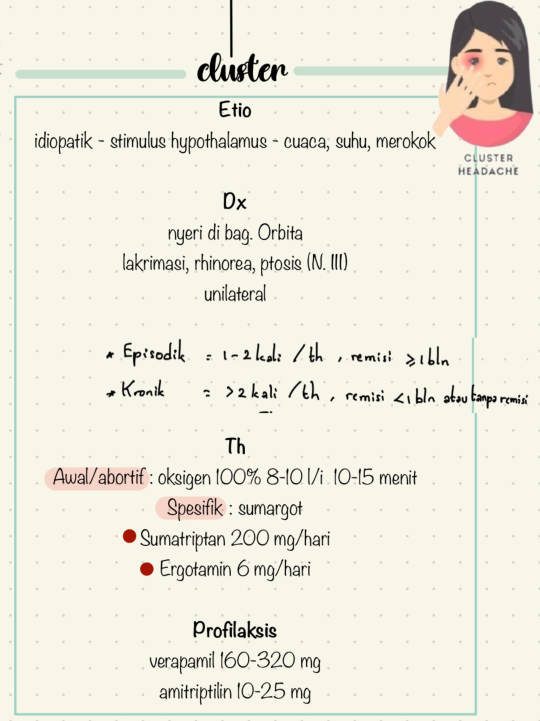 cluster
CLUSTER
HEADACHE
Etio
idiopatik - stimulus hypothalamus - cuaca, suhu, merokok
Dx
nyeri di bag. Orbita
lakrimasi, rhinorea, ptosis (N. III)
unilateral
* Episodik = 1-2 kali /th , remisi ≥1 bln
* Kronik = >2 kali /th , remisi <1 bln atau tanpa remisi
Th
Awal/abortif : oksigen 100% 8-10 l/i 10-15 menit
Spesifik : sumargot
Sumatriptan 200 mg/hari
Ergotamin 6 mg/hari
Profilaksis
verapamil 160-320 mg
amitriptilin 10-25 mg